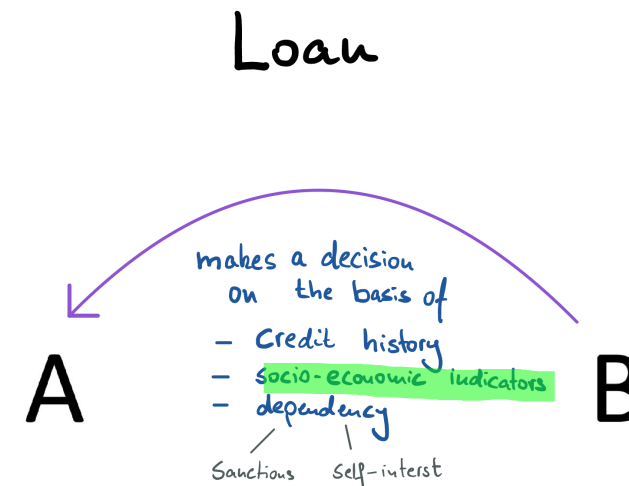 Loan
makes a decision
on the basis of
- Credit history
- socio-economic indicators
- dependency
Sanctions self-interst
A B